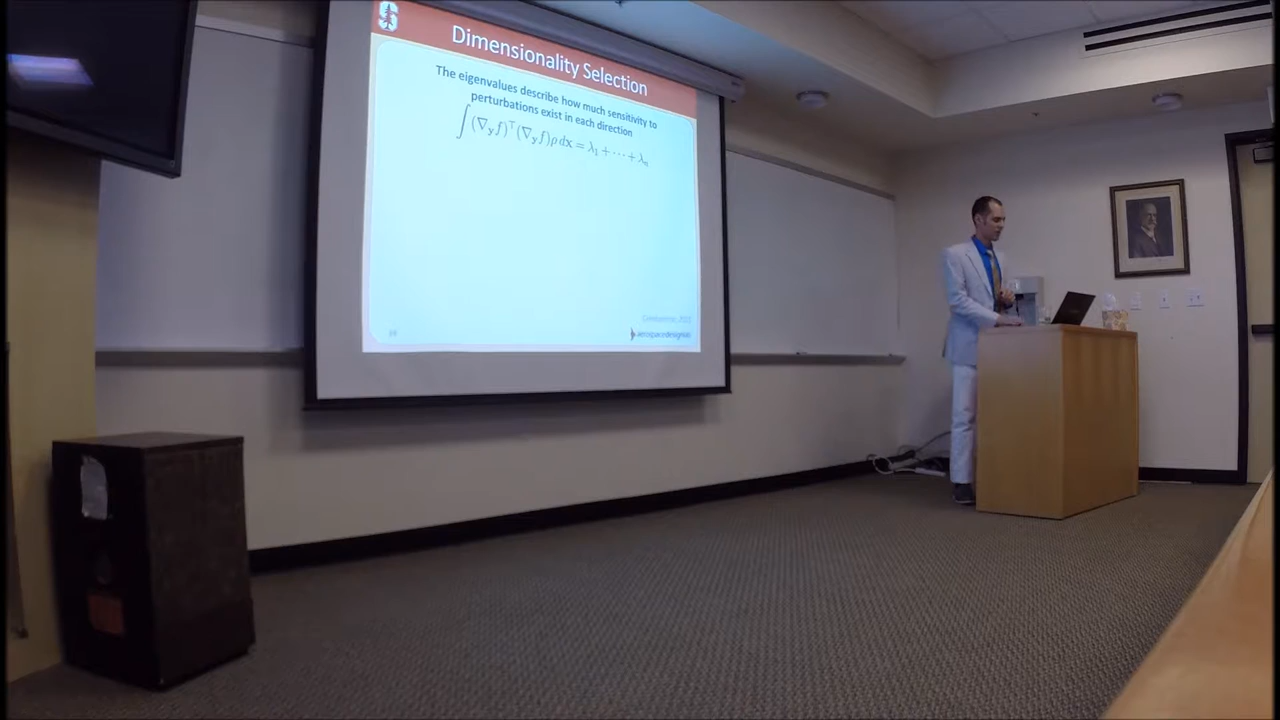 Dimensionality Selection
The eigenvalues describe how much sensitivity to
perturbations exist in each direction
∫(∇ᵧf)ᵀ(∇ᵧf)ρ dx = λ₁ + ⋯ + λₙ
aerospacedesignlab